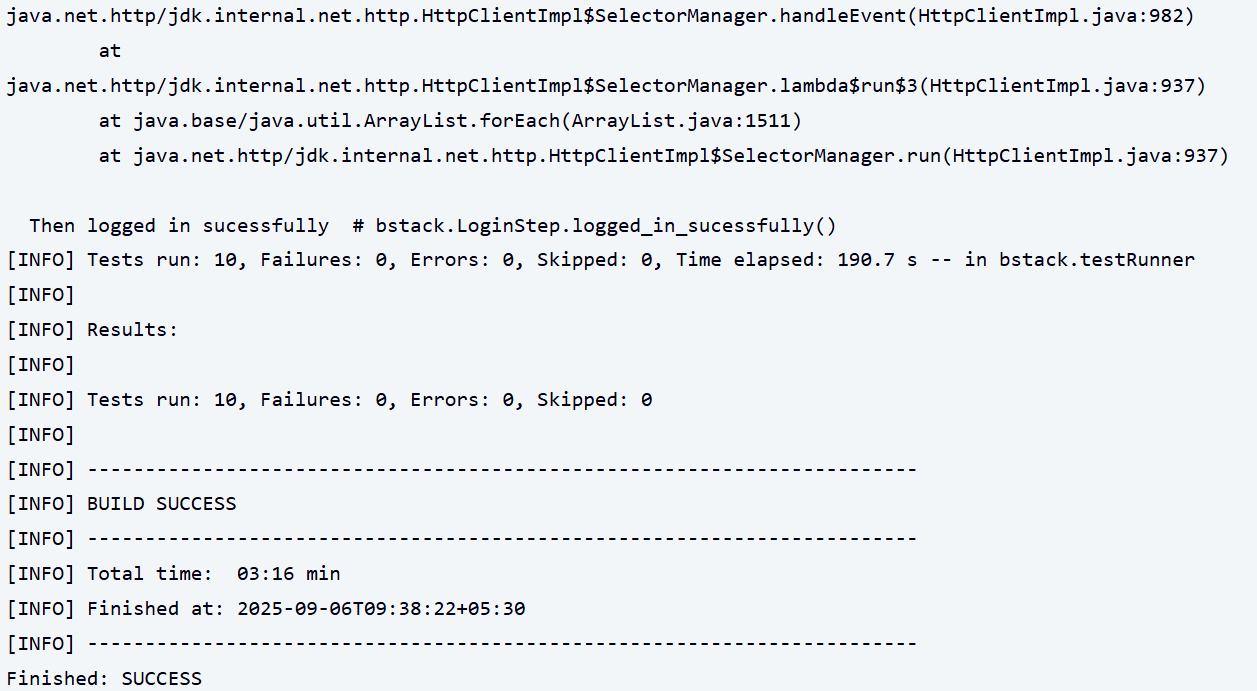 java.net.http/jdk.internal.net.http.HttpClientImpl$SelectorManager.handleEvent(HttpClientImpl.java:982)
at
java.net.http/jdk.internal.net.http.HttpClientImpl$SelectorManager.lambda$run$3(HttpClientImpl.java:937)
at java.base/java.util.ArrayList.forEach(ArrayList.java:1511)
at java.net.http/jdk.internal.net.http.HttpClientImpl$SelectorManager.run(HttpClientImpl.java:937)
Then logged in sucessfully  # bstack.LoginStep.logged_in_sucessfully()
[INFO] Tests run: 10, Failures: 0, Errors: 0, Skipped: 0, Time elapsed: 190.7 s -- in bstack.testRunner
[INFO]
[INFO] Results:
[INFO]
[INFO] Tests run: 10, Failures: 0, Errors: 0, Skipped: 0
[INFO]
[INFO] ------------------------------------------------------------------------
[INFO] BUILD SUCCESS
[INFO] ------------------------------------------------------------------------
[INFO] Total time:  03:16 min
[INFO] Finished at: 2025-09-06T09:38:22+05:30
[INFO] ------------------------------------------------------------------------
Finished: SUCCESS